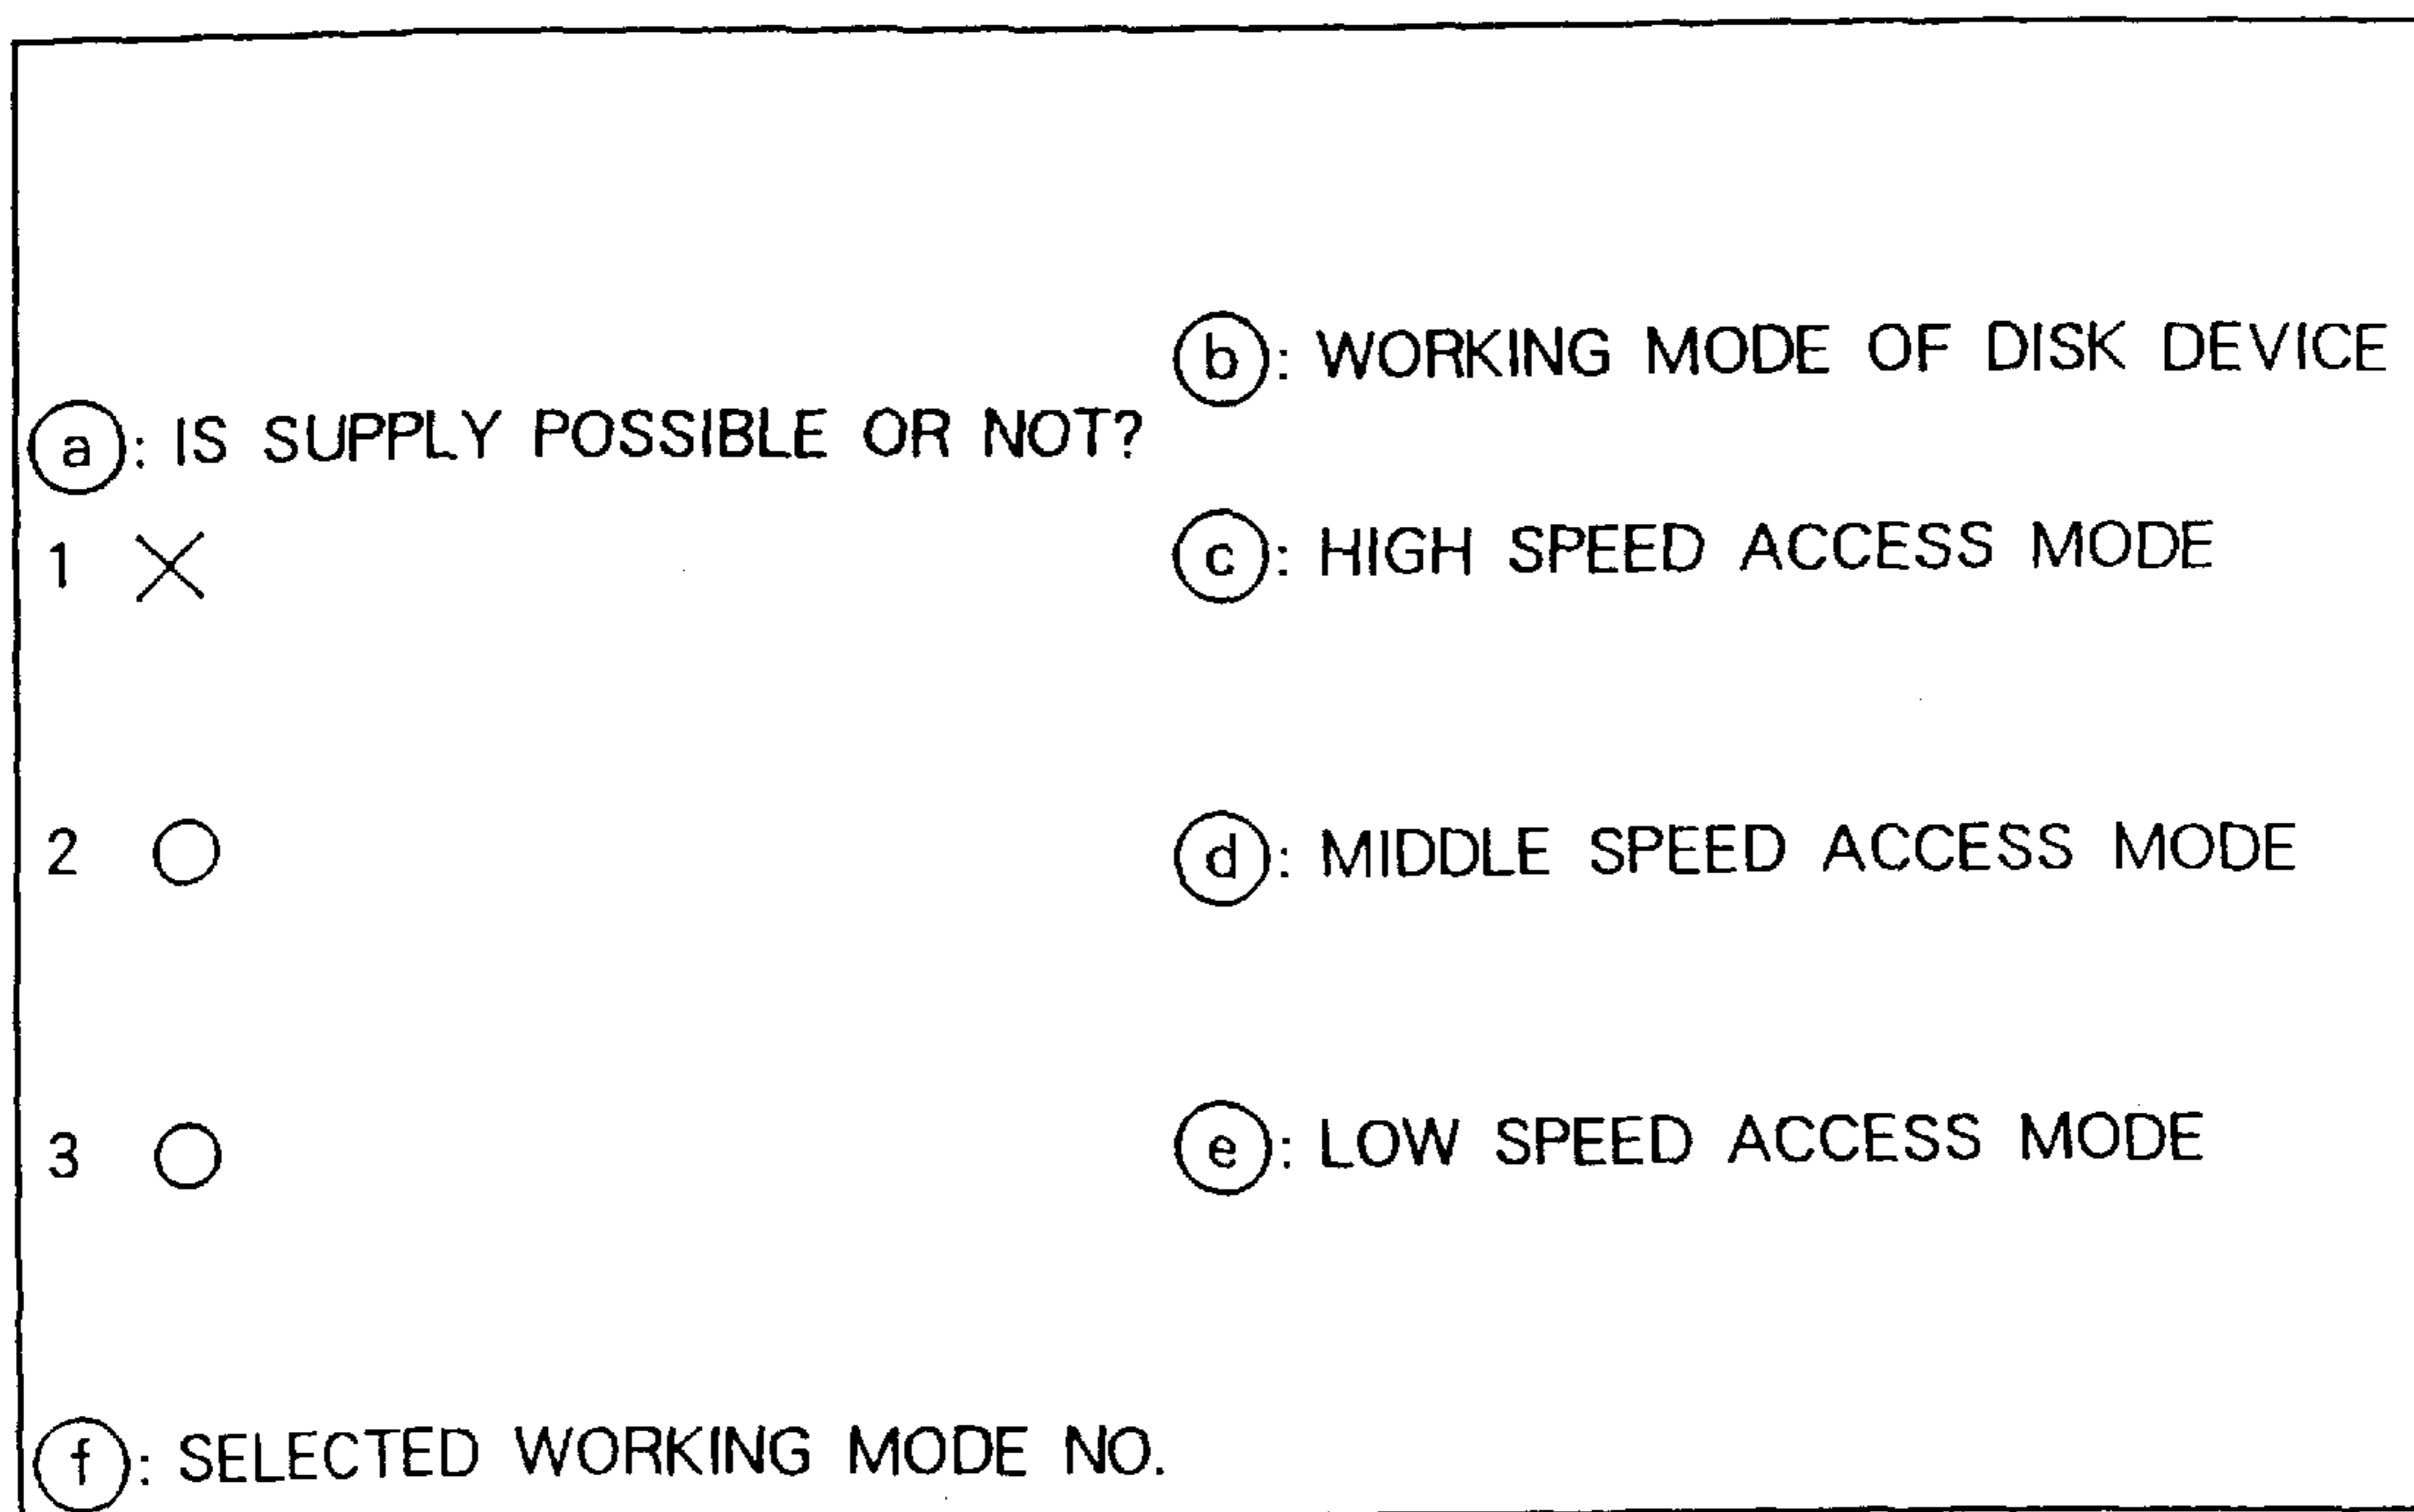 ⓑ: WORKING MODE OF DISK DEVICE
ⓐ: IS SUPPLY POSSIBLE OR NOT?
1 × ⓒ: HIGH SPEED ACCESS MODE
2 ○ ⓓ: MIDDLE SPEED ACCESS MODE
3 ○ ⓔ: LOW SPEED ACCESS MODE
ⓕ: SELECTED WORKING MODE NO.